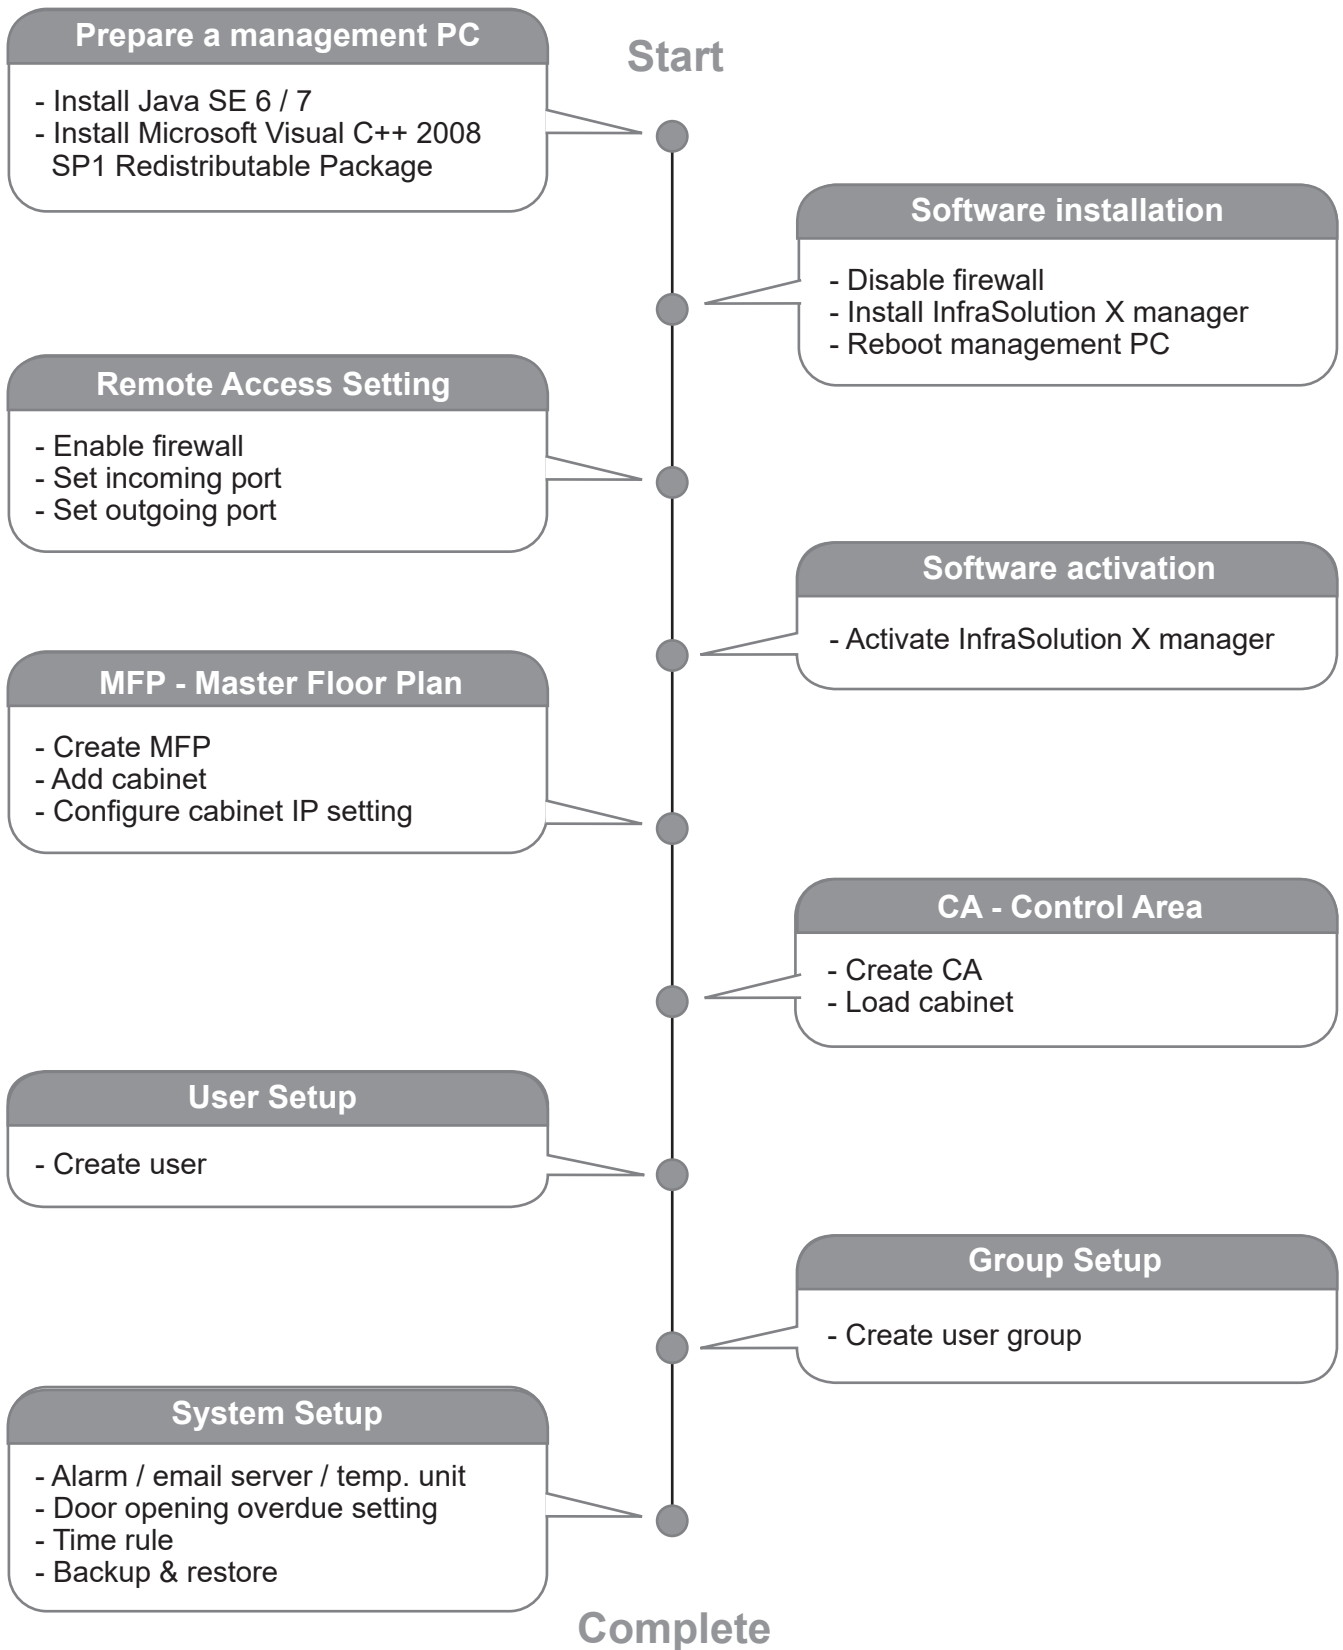 Start
Prepare a management PC
- Install Java SE 6 / 7
- Install Microsoft Visual C++ 2008
SP1 Redistributable Package
Software installation
- Disable firewall
- Install InfraSolution X manager
- Reboot management PC
Remote Access Setting
- Enable firewall
- Set incoming port
- Set outgoing port
Software activation
- Activate InfraSolution X manager
MFP - Master Floor Plan
- Create MFP
- Add cabinet
- Configure cabinet IP setting
CA - Control Area
- Create CA
- Load cabinet
User Setup
- Create user
Group Setup
- Create user group
System Setup
- Alarm / email server / temp. unit
- Door opening overdue setting
- Time rule
- Backup & restore
Complete